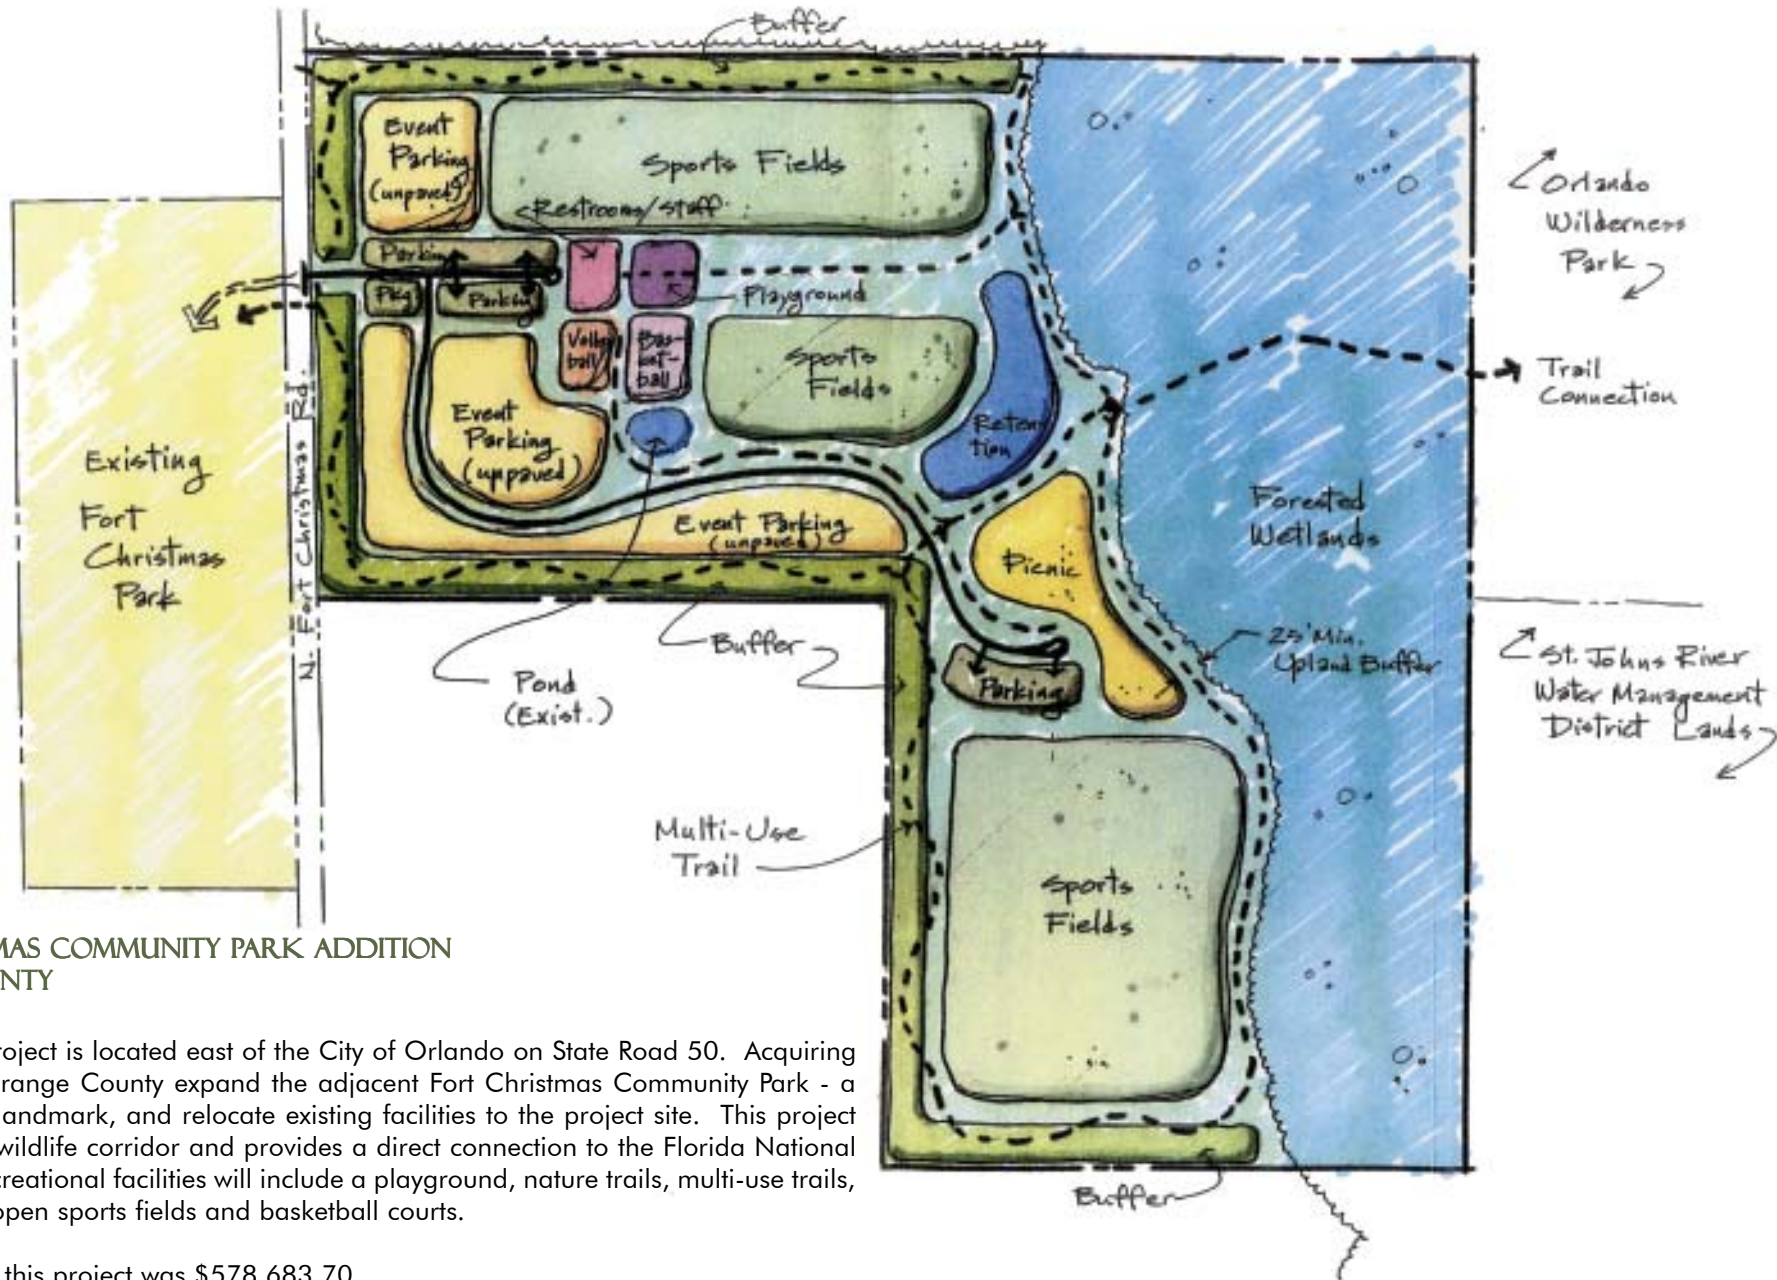 Buffer
Event
Parking
(unpaved)
Sports Fields
Restrooms/Staff
Orlando
Wilderness
Park
Parking
Pkg
Parking
Playground
Volley
ball
Bas-
ket-
ball
Sports
Fields
Trail
Connection
Event
Parking
(unpaved)
Reten-
tion
Existing
Fort
Christmas
Park
N. Fort Christmas Rd.
Event Parking
(unpaved)
Forested
Wetlands
Picnic
Buffer
25' Min.
Upland Buffer
Pond
(Exist.)
Parking
St. Johns River
Water Management
District Lands
Multi-Use
Trail
Sports
Fields
Buffer
MAS COMMUNITY PARK ADDITION
NTY
roject is located east of the City of Orlando on State Road 50. Acquiring
range County expand the adjacent Fort Christmas Community Park - a
andmark, and relocate existing facilities to the project site. This project
wildlife corridor and provides a direct connection to the Florida National
creational facilities will include a playground, nature trails, multi-use trails,
open sports fields and basketball courts.
this project was $578,683.70